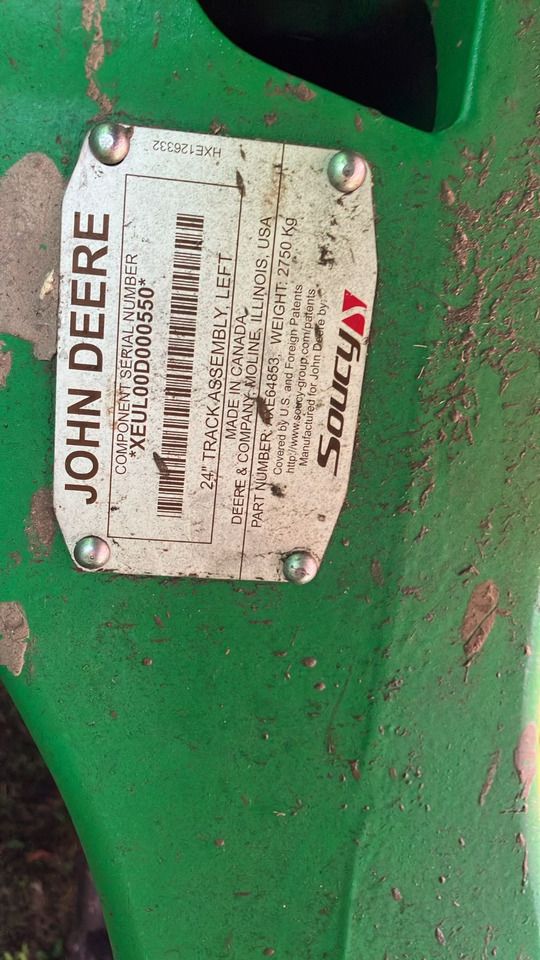 JOHN DEERE
COMPONENT SERIAL NUMBER
*XEUL00D000550*
24" TRACK ASSEMBLY LEFT
MADE IN CANADA
DEERE & COMPANY MOLINE, ILLINOIS, USA
PART NUMBER: WEIGHT: 2750 Kg
Covered by U.S. and Foreign Patents
http://www.soucy-group.com/patents
Manufactured for John Deere by:
Soucy
HXE126332